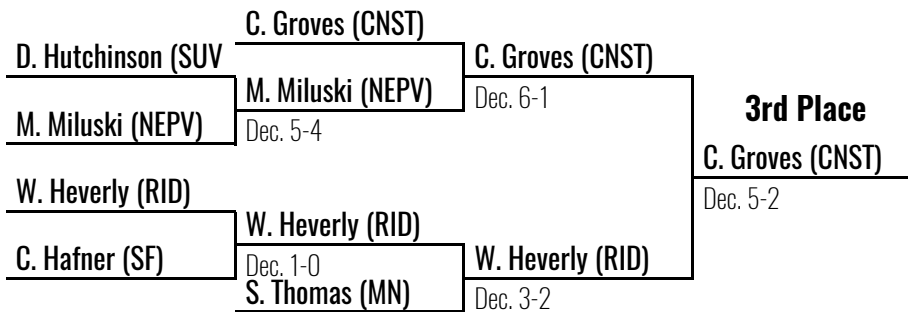 C. Groves (CNST)
D. Hutchinson (SUV
C. Groves (CNST)
M. Miluski (NEPV)
Dec. 6-1
M. Miluski (NEPV)
Dec. 5-4
3rd Place
C. Groves (CNST)
Dec. 5-2
W. Heverly (RID)
W. Heverly (RID)
C. Hafner (SF)
Dec. 1-0
W. Heverly (RID)
S. Thomas (MN)
Dec. 3-2